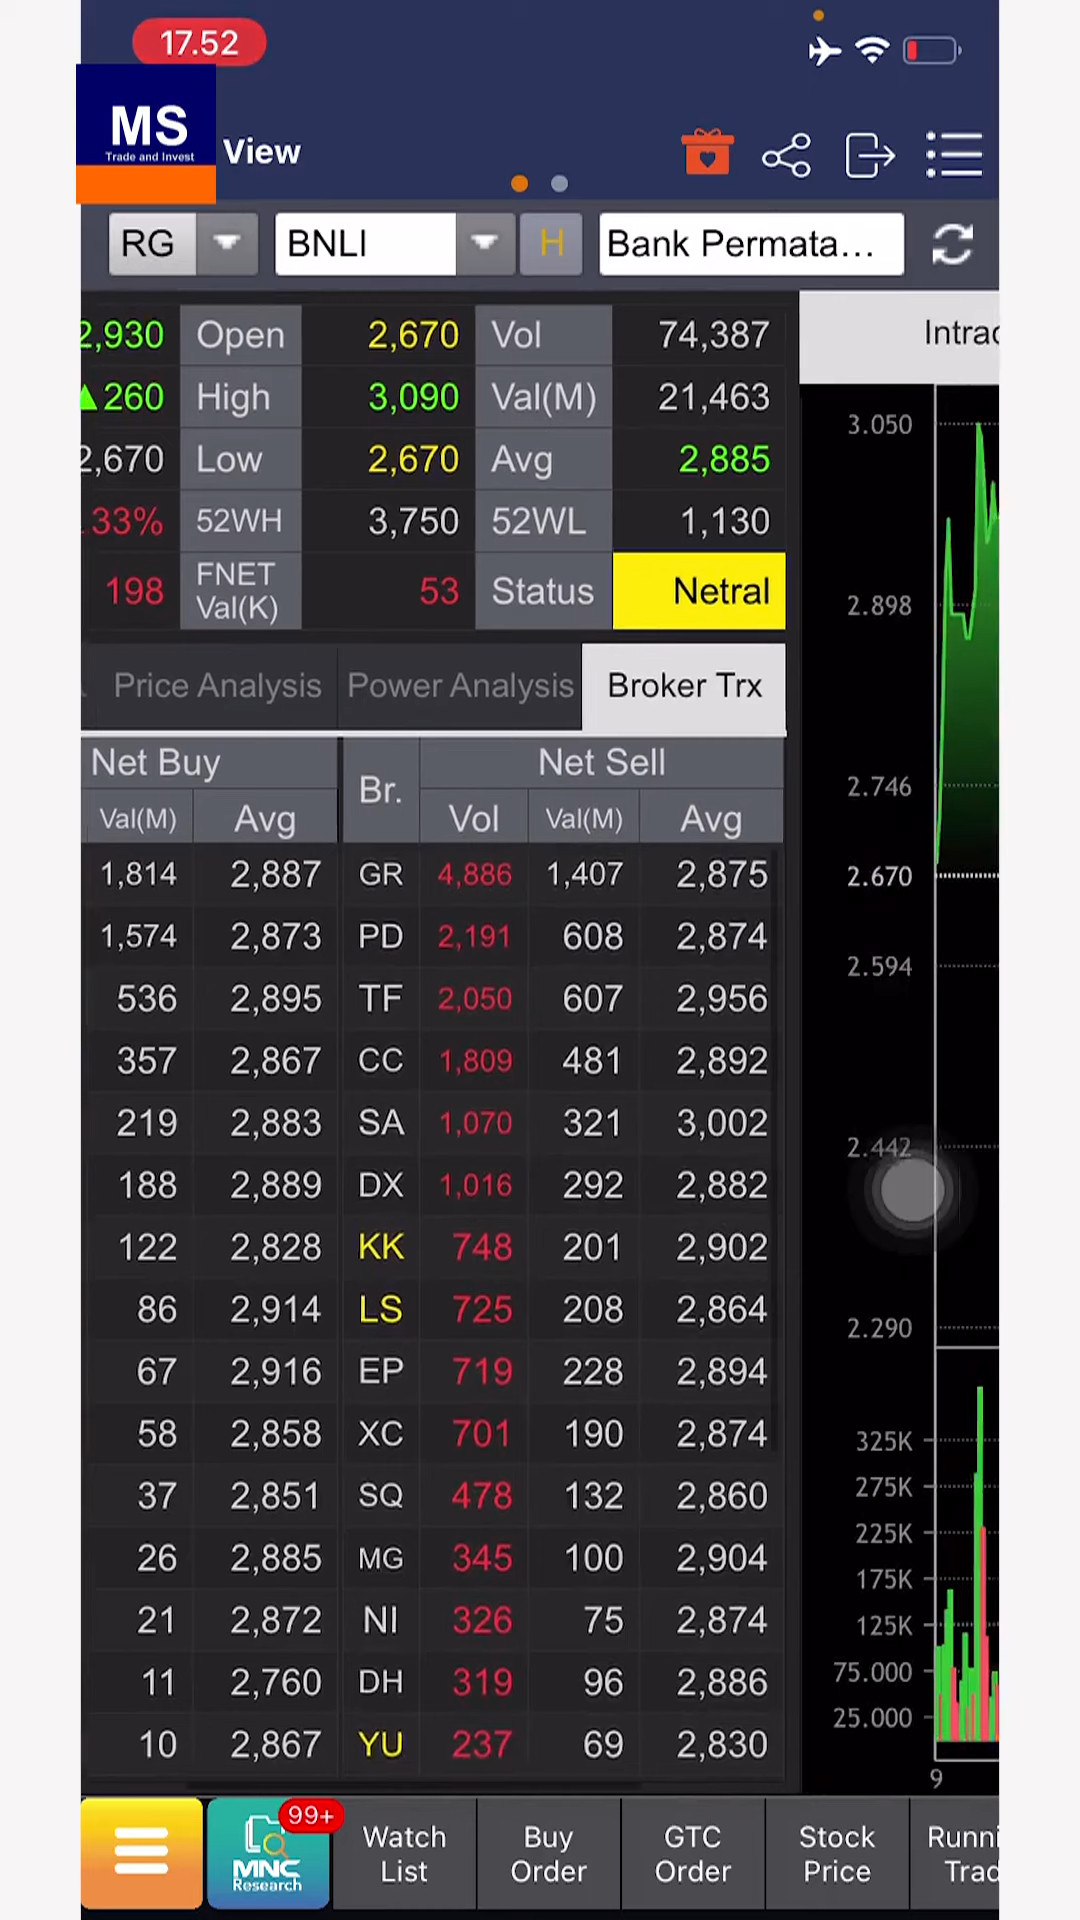 17.52
MS
Trade and Invest
View
RG BNLI H Bank Permata...
2,930 Open 2,670 Vol 74,387
▲260 High 3,090 Val(M) 21,463
2,670 Low 2,670 Avg 2,885
33% 52WH 3,750 52WL 1,130
198 FNET Val(K) 53 Status Netral
Price Analysis Power Analysis Broker Trx
Net Buy Br. Net Sell
Val(M) Avg Vol Val(M) Avg
1,814 2,887 GR 4,886 1,407 2,875
1,574 2,873 PD 2,191 608 2,874
536 2,895 TF 2,050 607 2,956
357 2,867 CC 1,809 481 2,892
219 2,883 SA 1,070 321 3,002
188 2,889 DX 1,016 292 2,882
122 2,828 KK 748 201 2,902
86 2,914 LS 725 208 2,864
67 2,916 EP 719 228 2,894
58 2,858 XC 701 190 2,874
37 2,851 SQ 478 132 2,860
26 2,885 MG 345 100 2,904
21 2,872 NI 326 75 2,874
11 2,760 DH 319 96 2,886
10 2,867 YU 237 69 2,830
Intrad
3.050
2.898
2.746
2.670
2.594
2.442
2.290
325K
275K
225K
175K
125K
75.000
25.000
9
99+
MNC
Research
Watch
List
Buy
Order
GTC
Order
Stock
Price
Runni
Trad